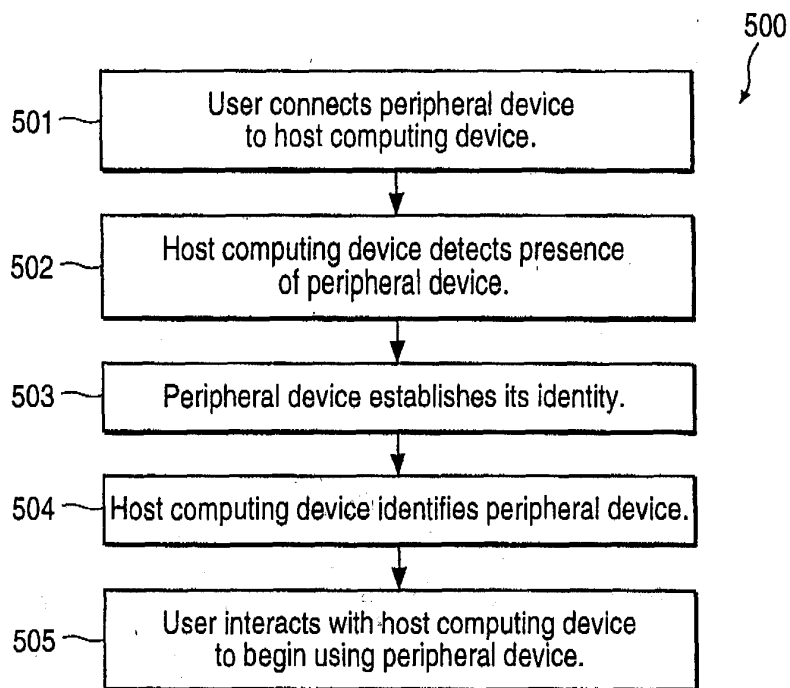 500
501
User connects peripheral device
to host computing device.
502
Host computing device detects presence
of peripheral device.
503
Peripheral device establishes its identity.
504
Host computing device identifies peripheral device.
505
User interacts with host computing device
to begin using peripheral device.